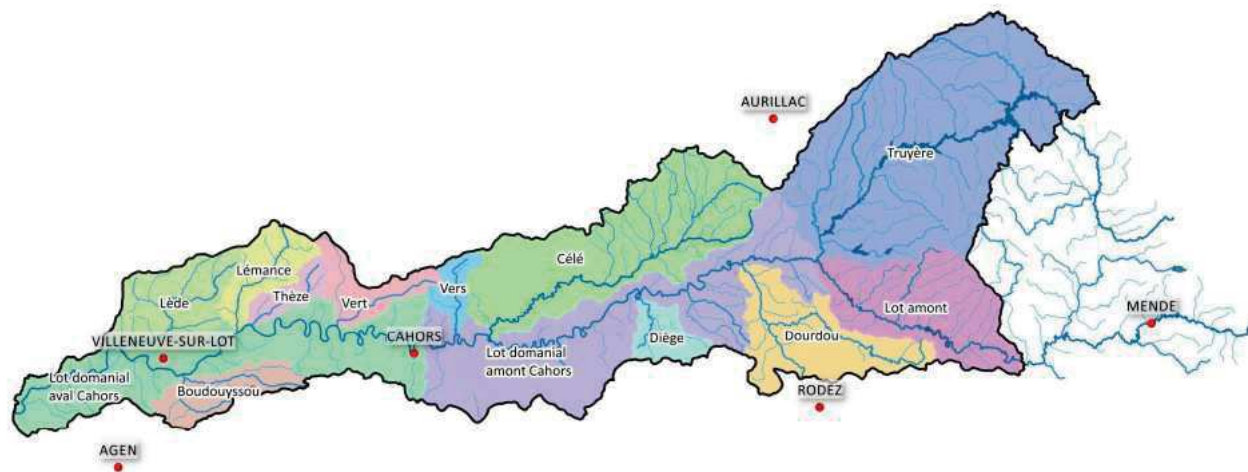 AURILLAC
Truyère
Célé
Lémance
Vers
Lède
Thèze
Vert
Lot amont
MENDE
CAHORS
VILLENEUVE-SUR-LOT
Diège
Dourdou
Lot domanial
amont Cahors
Lot domanial
aval Cahors
Boudouyssou
RODEZ
AGEN